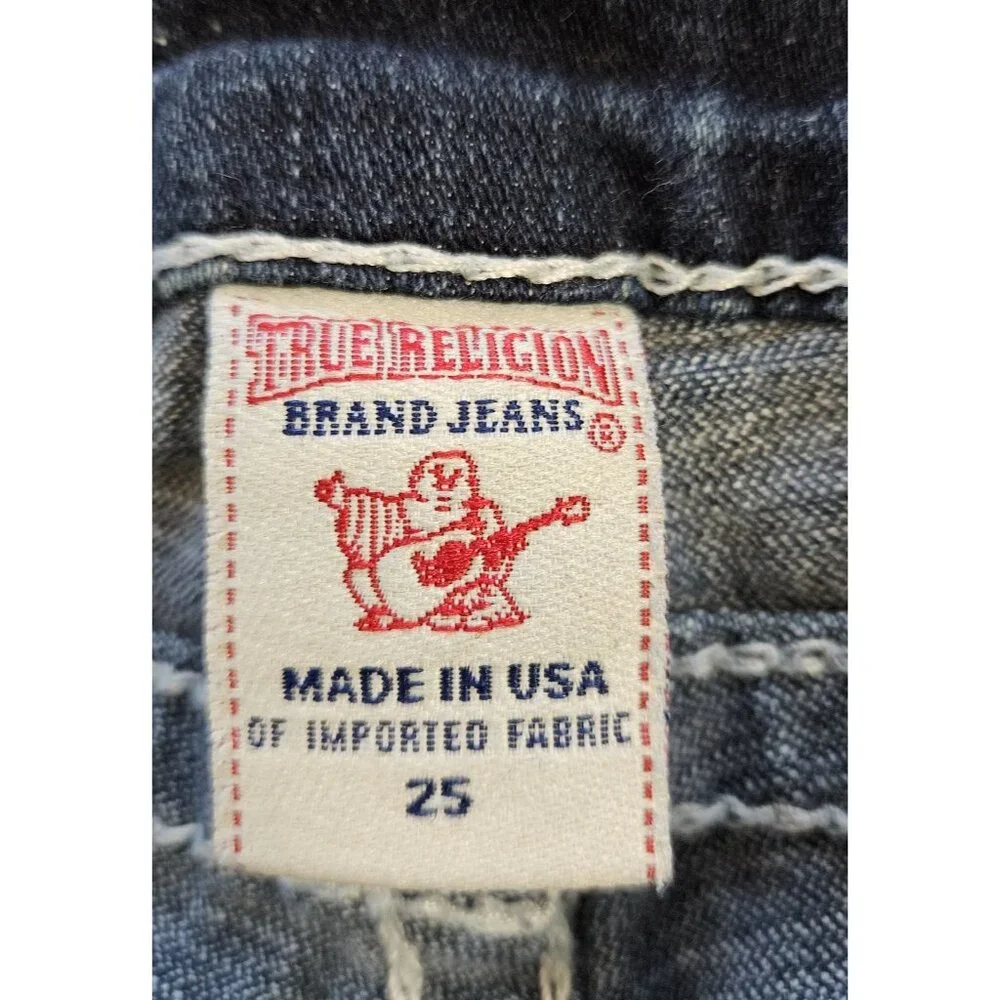 TRUE RELIGION
BRAND JEANS ®
MADE IN USA
OF IMPORTED FABRIC
25